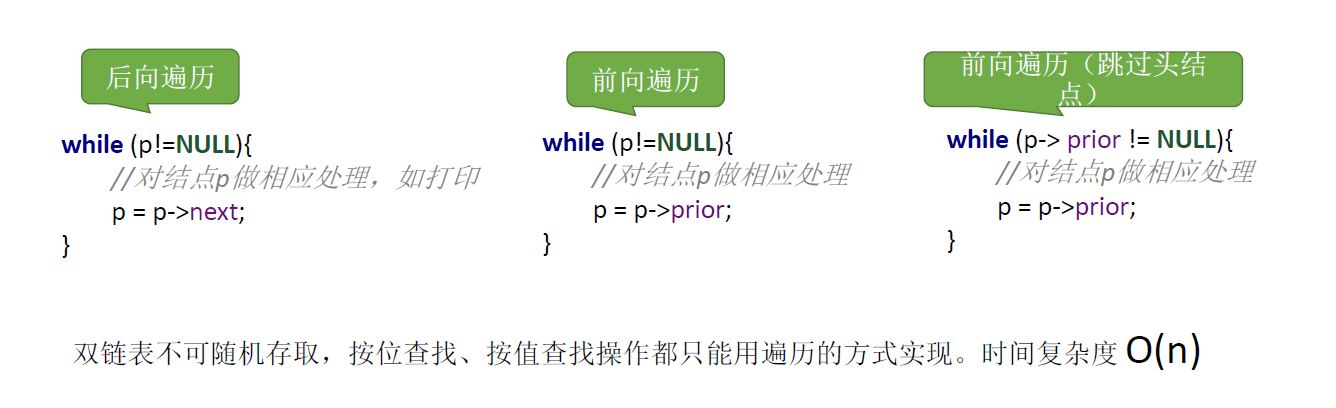 后向遍历
while (p!=NULL){
//对结点p做相应处理，如打印
p = p->next;
}
前向遍历
while (p!=NULL){
//对结点p做相应处理
p = p->prior;
}
前向遍历（跳过头结
点）
while (p-> prior != NULL){
//对结点p做相应处理
p = p->prior;
}
双链表不可随机存取，按位查找、按值查找操作都只能用遍历的方式实现。时间复杂度 O(n)